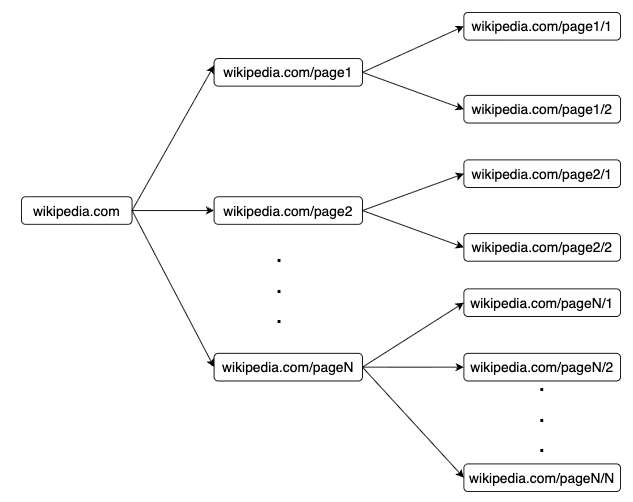 wikipedia.com
wikipedia.com/page1
wikipedia.com/page2
wikipedia.com/pageN
wikipedia.com/page1/1
wikipedia.com/page1/2
wikipedia.com/page2/1
wikipedia.com/page2/2
wikipedia.com/pageN/1
wikipedia.com/pageN/2
wikipedia.com/pageN/N